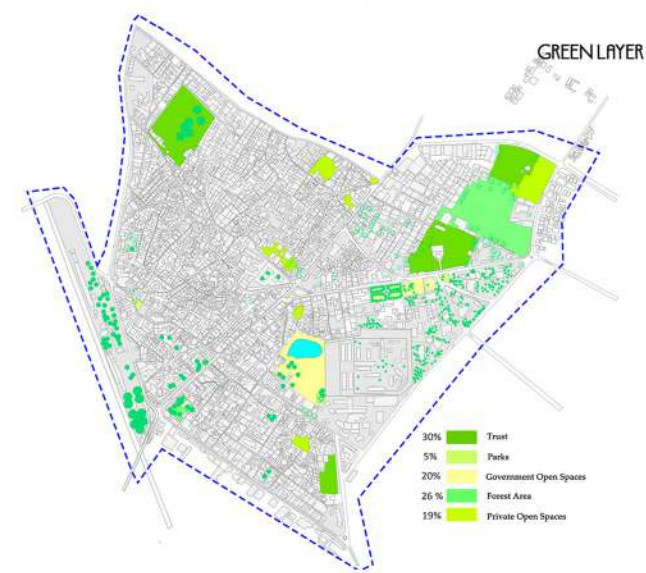 GREEN LAYER
30% Trust
5% Parks
20% Government Open Spaces
26 % Forest Area
19% Private Open Spaces